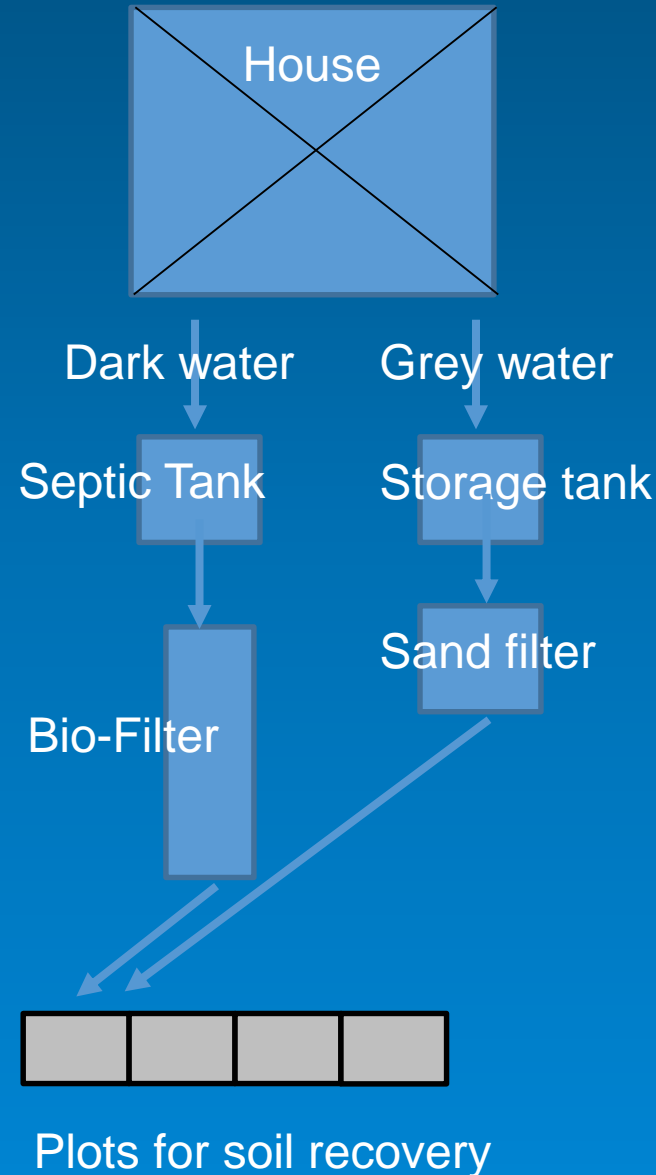 House
Dark water
Grey water
Septic Tank
Storage tank
Sand filter
Bio-Filter
Plots for soil recovery